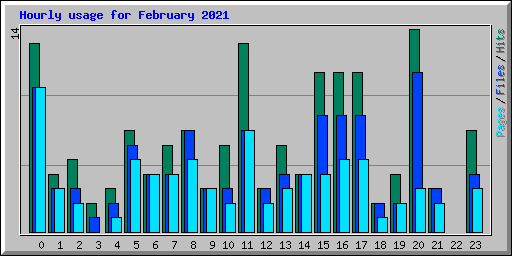 Hourly usage for February 2021
14
Pages/Files/Hits
0 1 2 3 4 5 6 7 8 9 10 11 12 13 14 15 16 17 18 19 20 21 22 23